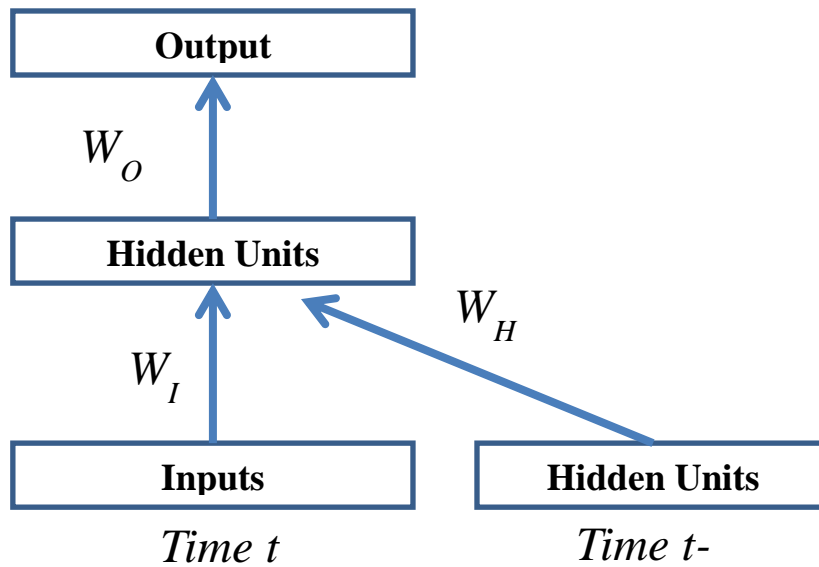 Output
W_O
Hidden Units
W_H
W_I
Inputs
Hidden Units
Time t
Time t-